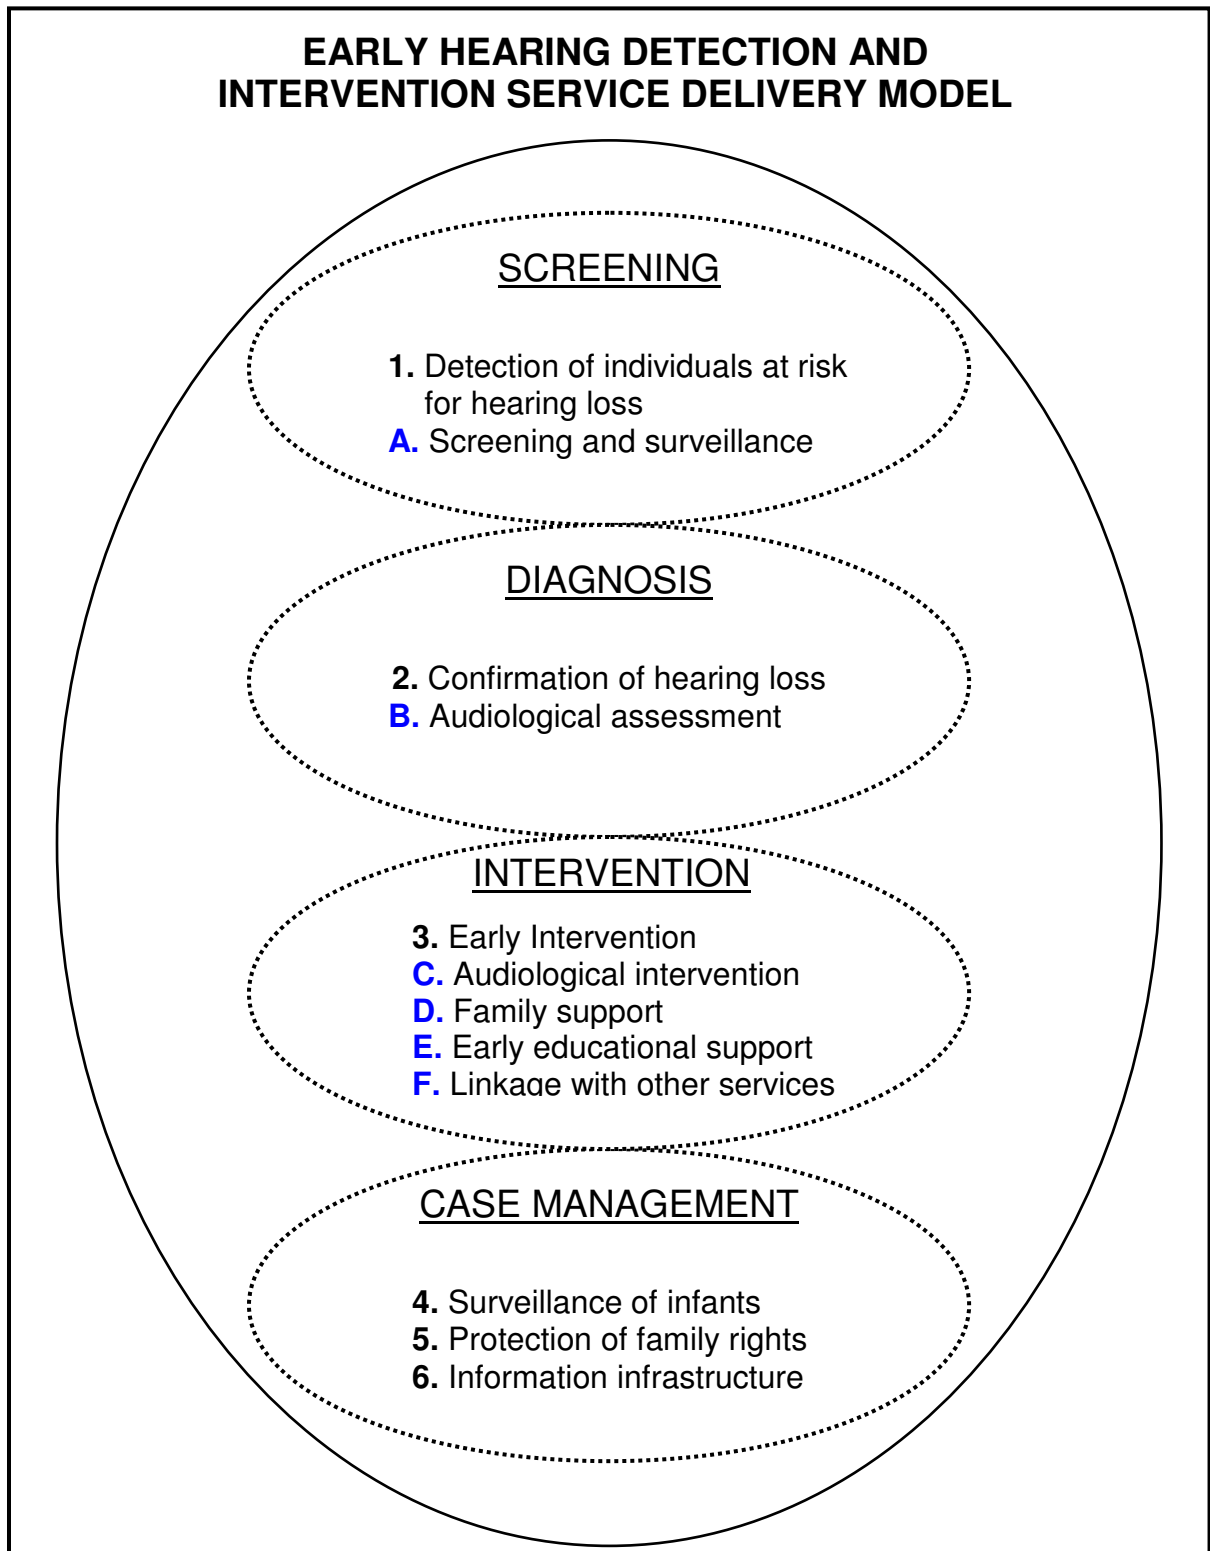 EARLY HEARING DETECTION AND
INTERVENTION SERVICE DELIVERY MODEL
SCREENING
1. Detection of individuals at risk
for hearing loss
A. Screening and surveillance
DIAGNOSIS
2. Confirmation of hearing loss
B. Audiological assessment
INTERVENTION
3. Early Intervention
C. Audiological intervention
D. Family support
E. Early educational support
F. Linkage with other services
CASE MANAGEMENT
4. Surveillance of infants
5. Protection of family rights
6. Information infrastructure